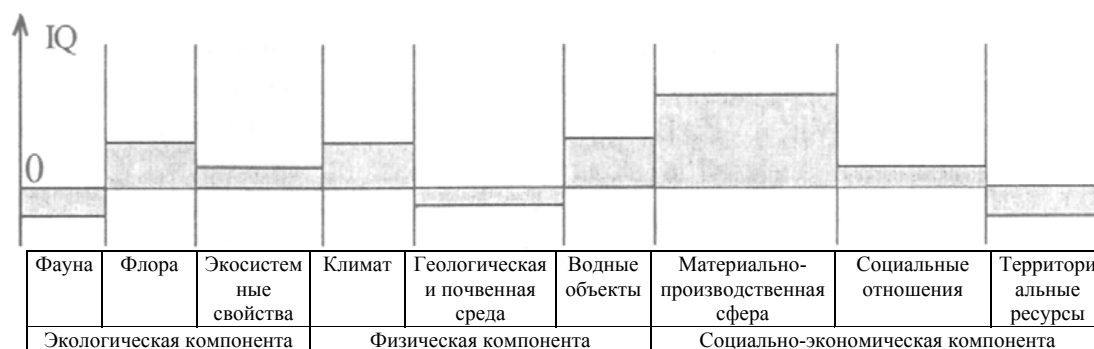 IQ
0
Фауна
Флора
Экосистем
ные
свойства
Климат
Геологическая
и почвенная
среда
Водные
объекты
Материально-
производственная
сфера
Социальные
отношения
Территори
альные
ресурсы
Экологическая компонента
Физическая компонента
Социально-экономическая компонента